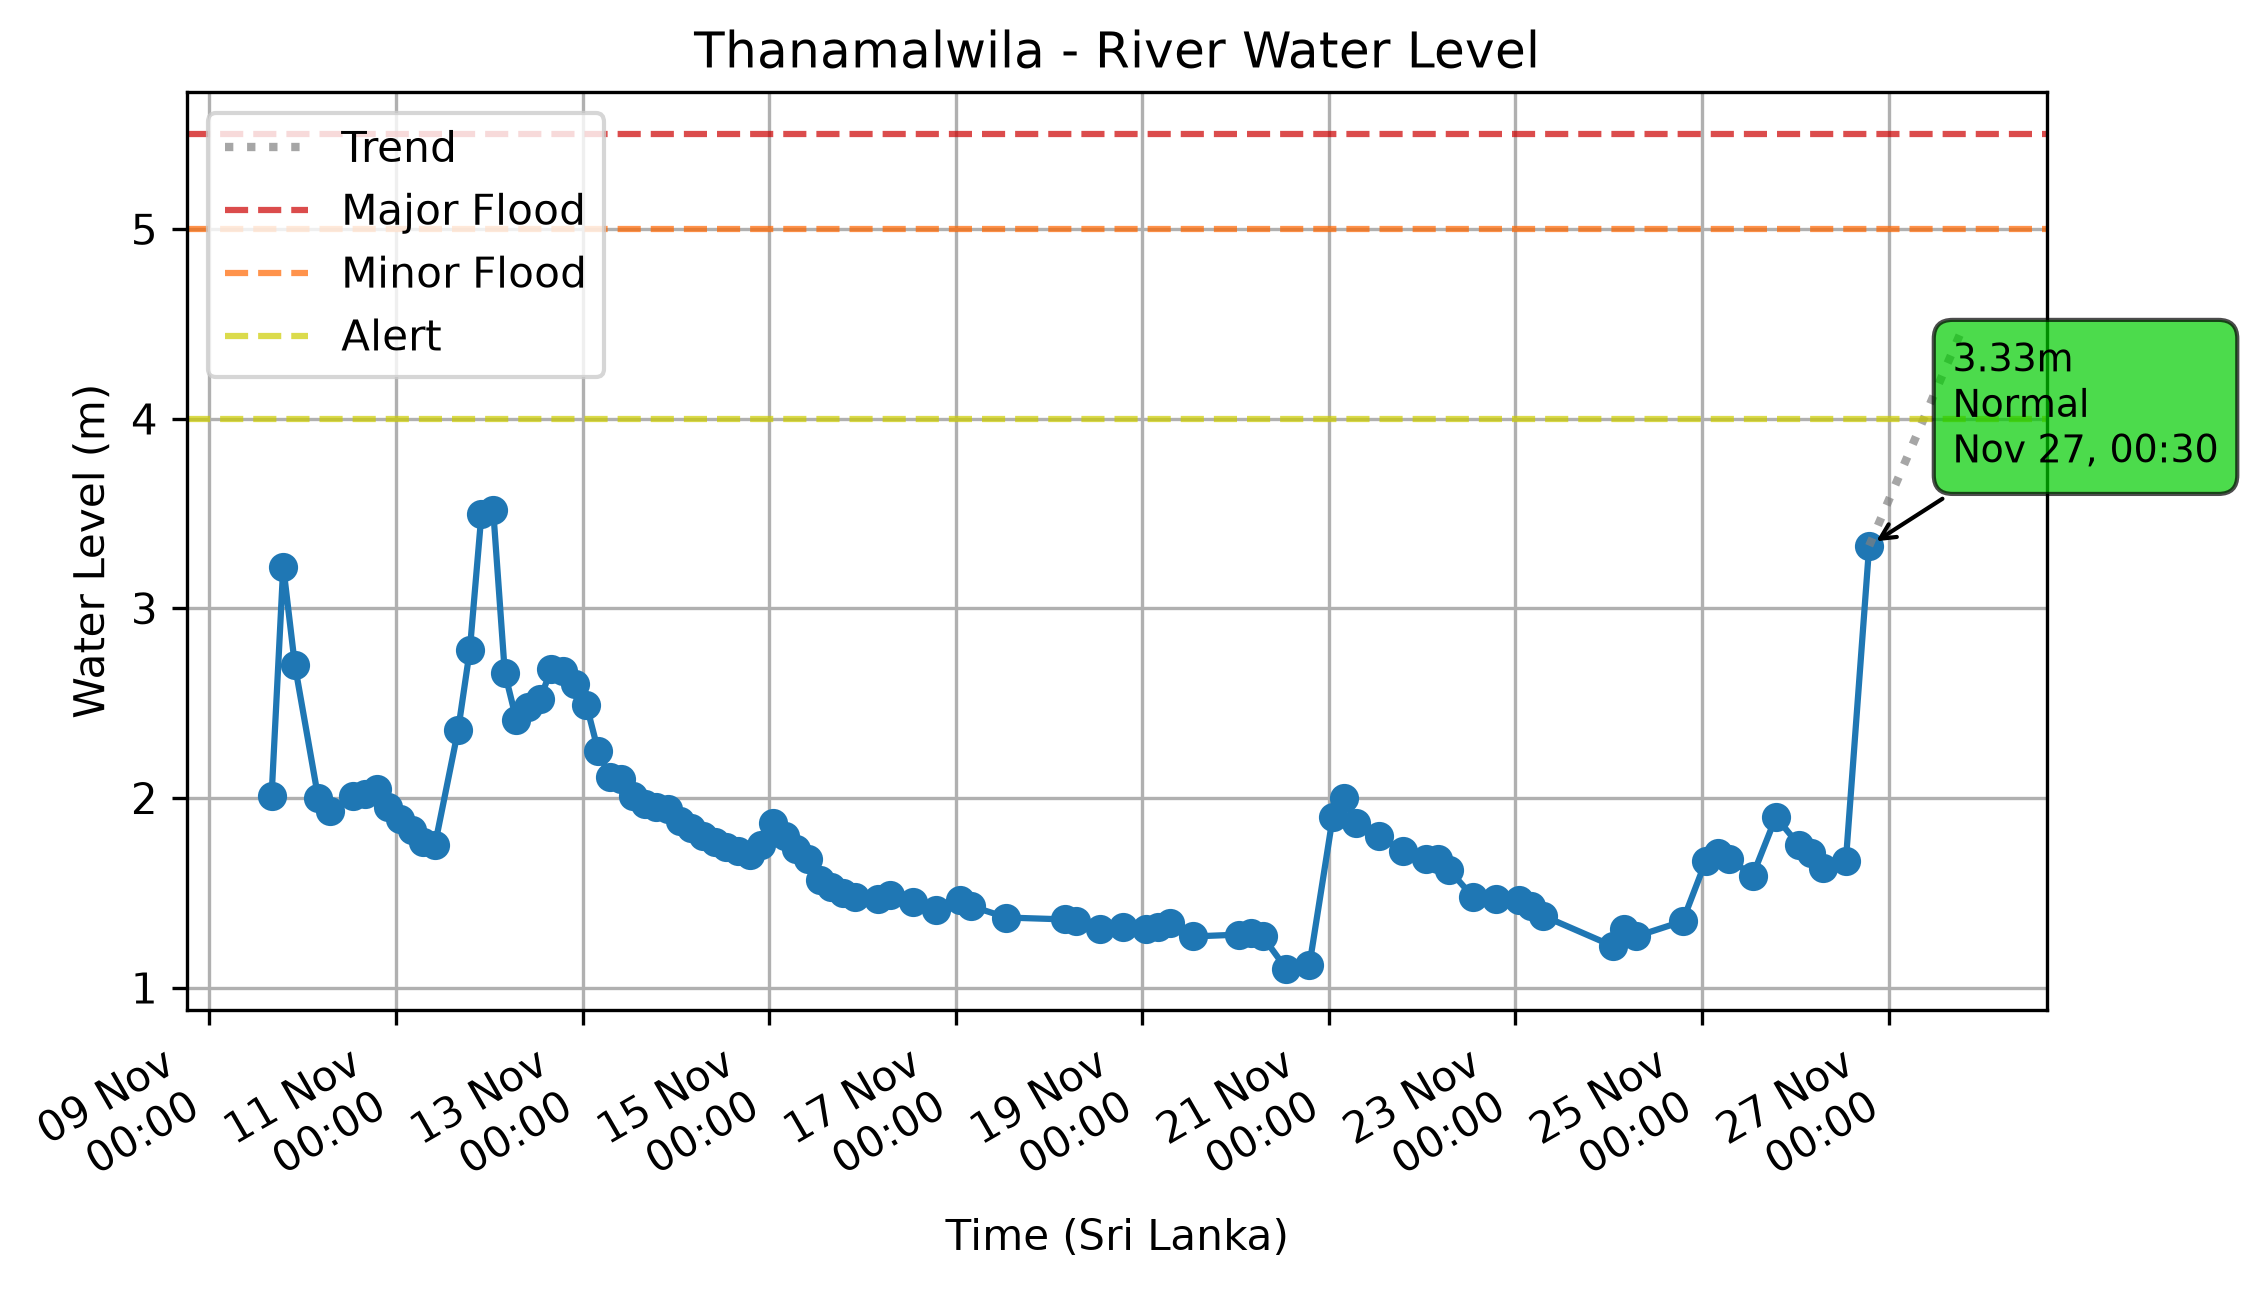 Thanamalwila - River Water Level
Trend
Major Flood
Minor Flood
Alert
3.33m
Normal
Nov 27, 00:30
Water Level (m)
5
4
3
2
1
09 Nov
00:00
11 Nov
00:00
13 Nov
00:00
15 Nov
00:00
17 Nov
00:00
19 Nov
00:00
21 Nov
00:00
23 Nov
00:00
25 Nov
00:00
27 Nov
00:00
Time (Sri Lanka)